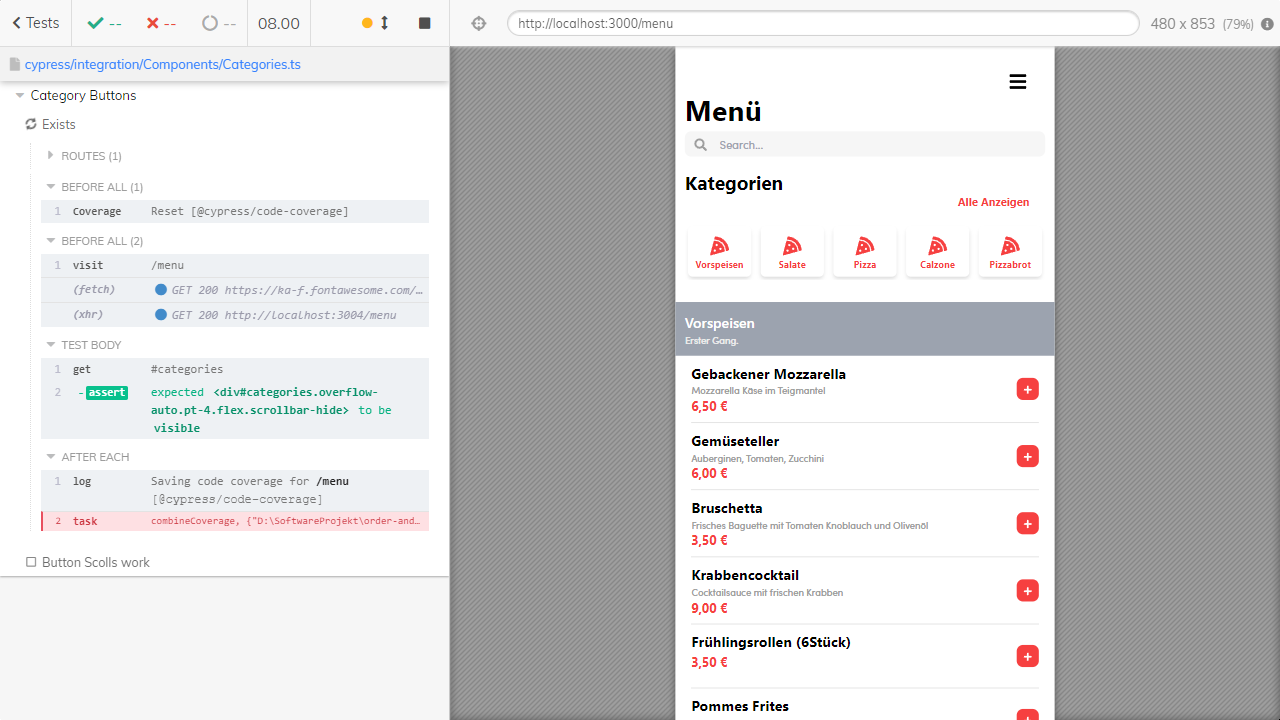 Tests
--
--
--
08.00
http://localhost:3000/menu
480 x 853 (79%)
cypress/integration/Components/Categories.ts
Category Buttons
Exists
ROUTES (1)
BEFORE ALL (1)
1 Coverage Reset [@cypress/code-coverage]
BEFORE ALL (2)
1 visit /menu
(fetch) GET 200 https://ka-f.fontawesome.com/…
(xhr) GET 200 http://localhost:3004/menu
TEST BODY
1 get #categories
2 -assert expected <div#categories.overflow-
auto.pt-4.flex.scrollbar-hide> to be
visible
AFTER EACH
1 log Saving code coverage for /menu
[@cypress/code-coverage]
2 task combineCoverage, {"D:\SoftwareProjekt\order-and…
Button Scolls work
Menü
Search...
Kategorien
Alle Anzeigen
Vorspeisen Salate Pizza Calzone Pizzabrot
Vorspeisen
Erster Gang.
Gebackener Mozzarella
Mozzarella Käse im Teigmantel
6,50 €
+
Gemüseteller
Auberginen, Tomaten, Zucchini
6,00 €
+
Bruschetta
Frisches Baguette mit Tomaten Knoblauch und Olivenöl
3,50 €
+
Krabbencocktail
Cocktailsauce mit frischen Krabben
9,00 €
+
Frühlingsrollen (6Stück)
3,50 €
+
Pommes Frites
+